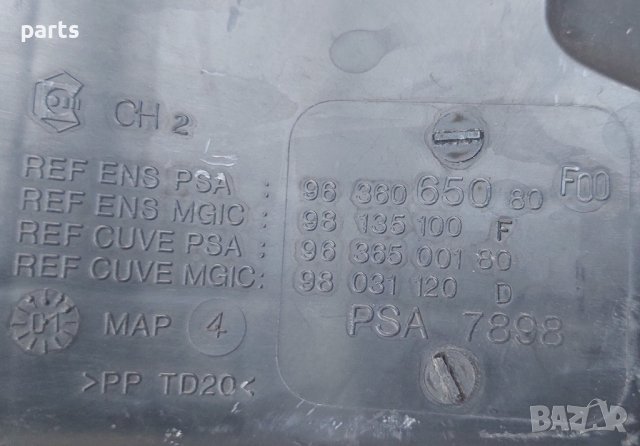 parts
CH 2
REF ENS PSA : 96 360 650 80 F00
REF ENS MGIC: 98 135 100 F
REF CUVE PSA: 96 365 001 80
REF CUVE MGIC: 98 031 120 D
01 MAP 4
PSA 7898
>PP TD20<
BAZAR